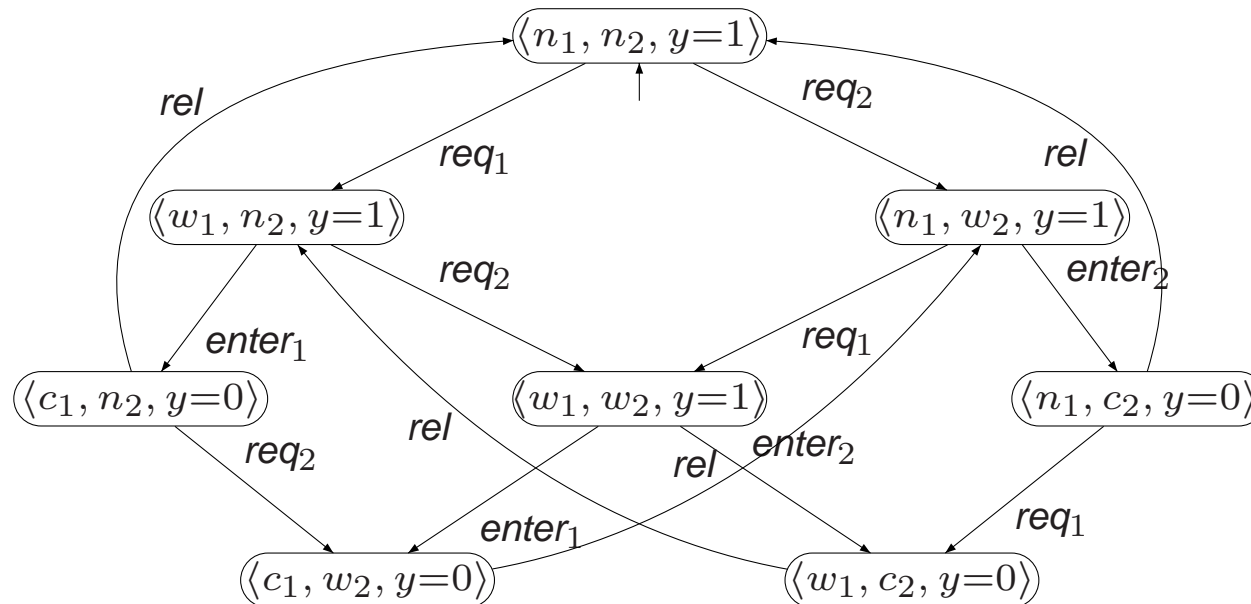 ⟨n₁, n₂, y=1⟩
rel
req₂
req₁
rel
⟨w₁, n₂, y=1⟩
⟨n₁, w₂, y=1⟩
req₂
enter₂
enter₁
req₁
⟨c₁, n₂, y=0⟩
⟨w₁, w₂, y=1⟩
⟨n₁, c₂, y=0⟩
rel
req₂
rel
enter₂
enter₁
req₁
⟨c₁, w₂, y=0⟩
⟨w₁, c₂, y=0⟩